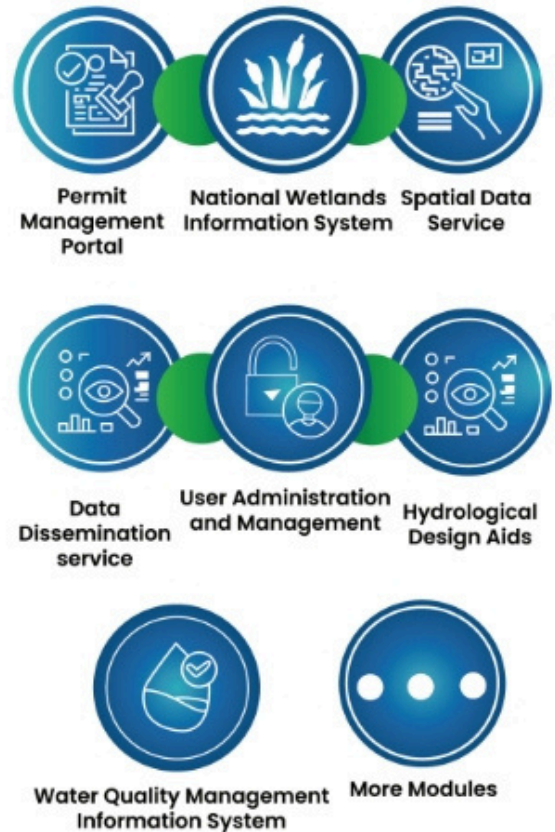 Permit
Management
Portal
National Wetlands
Information System
Spatial Data
Service
Data
Dissemination
service
User Administration
and Management
Hydrological
Design Aids
Water Quality Management
Information System
More Modules